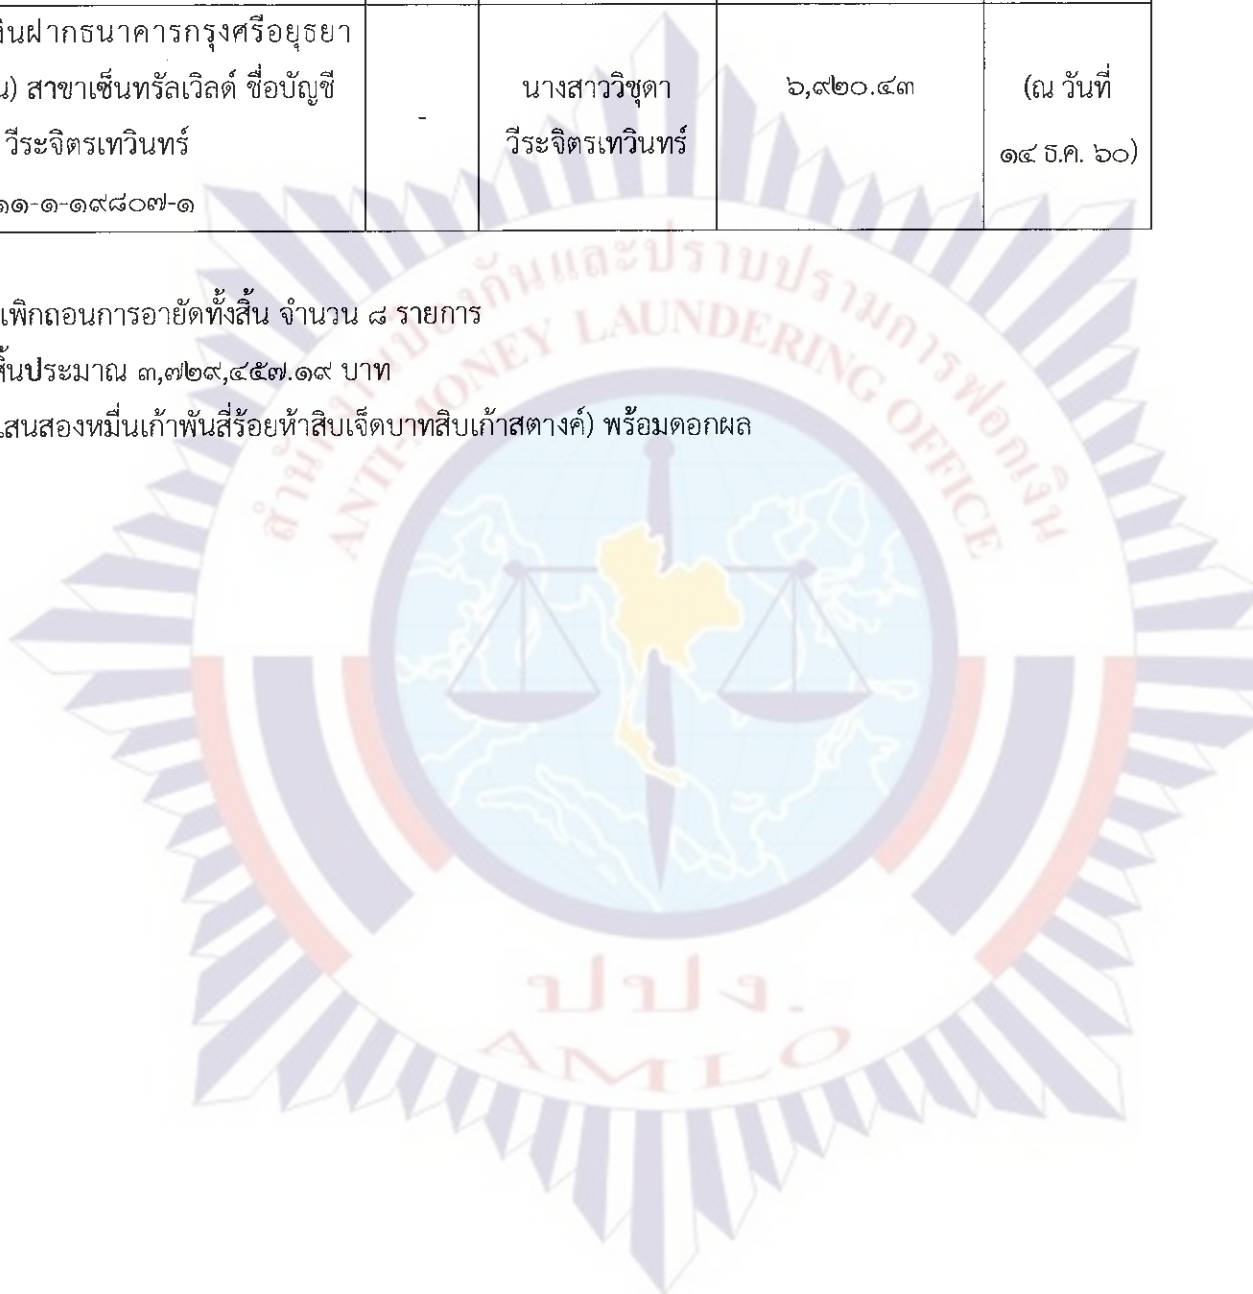 งินฝากธนาคารกรุงศรีอยุธยา
น) สาขาเซ็นทรัลเวิลด์ ชื่อบัญชี
วีระจิตรเทวินทร์
๑๑-๑-๑๙๘๐๗-๑
-
นางสาววิชุดา
วีระจิตรเทวินทร์
๖,๙๒๐.๔๓
(ณ วันที่
๑๔ ธ.ค. ๖๐)
เพิกถอนการอายัดทั้งสิ้น จำนวน ๘ รายการ
สิ้นประมาณ ๓,๗๒๙,๔๕๗.๑๙ บาท
แสนสองหมื่นเก้าพันสี่ร้อยห้าสิบเจ็ดบาทสิบเก้าสตางค์) พร้อมดอกผล
สำนักงานป้องกันและปราบปรามการฟอกเงิน
ANTI-MONEY LAUNDERING OFFICE
ปปง.
AMLO